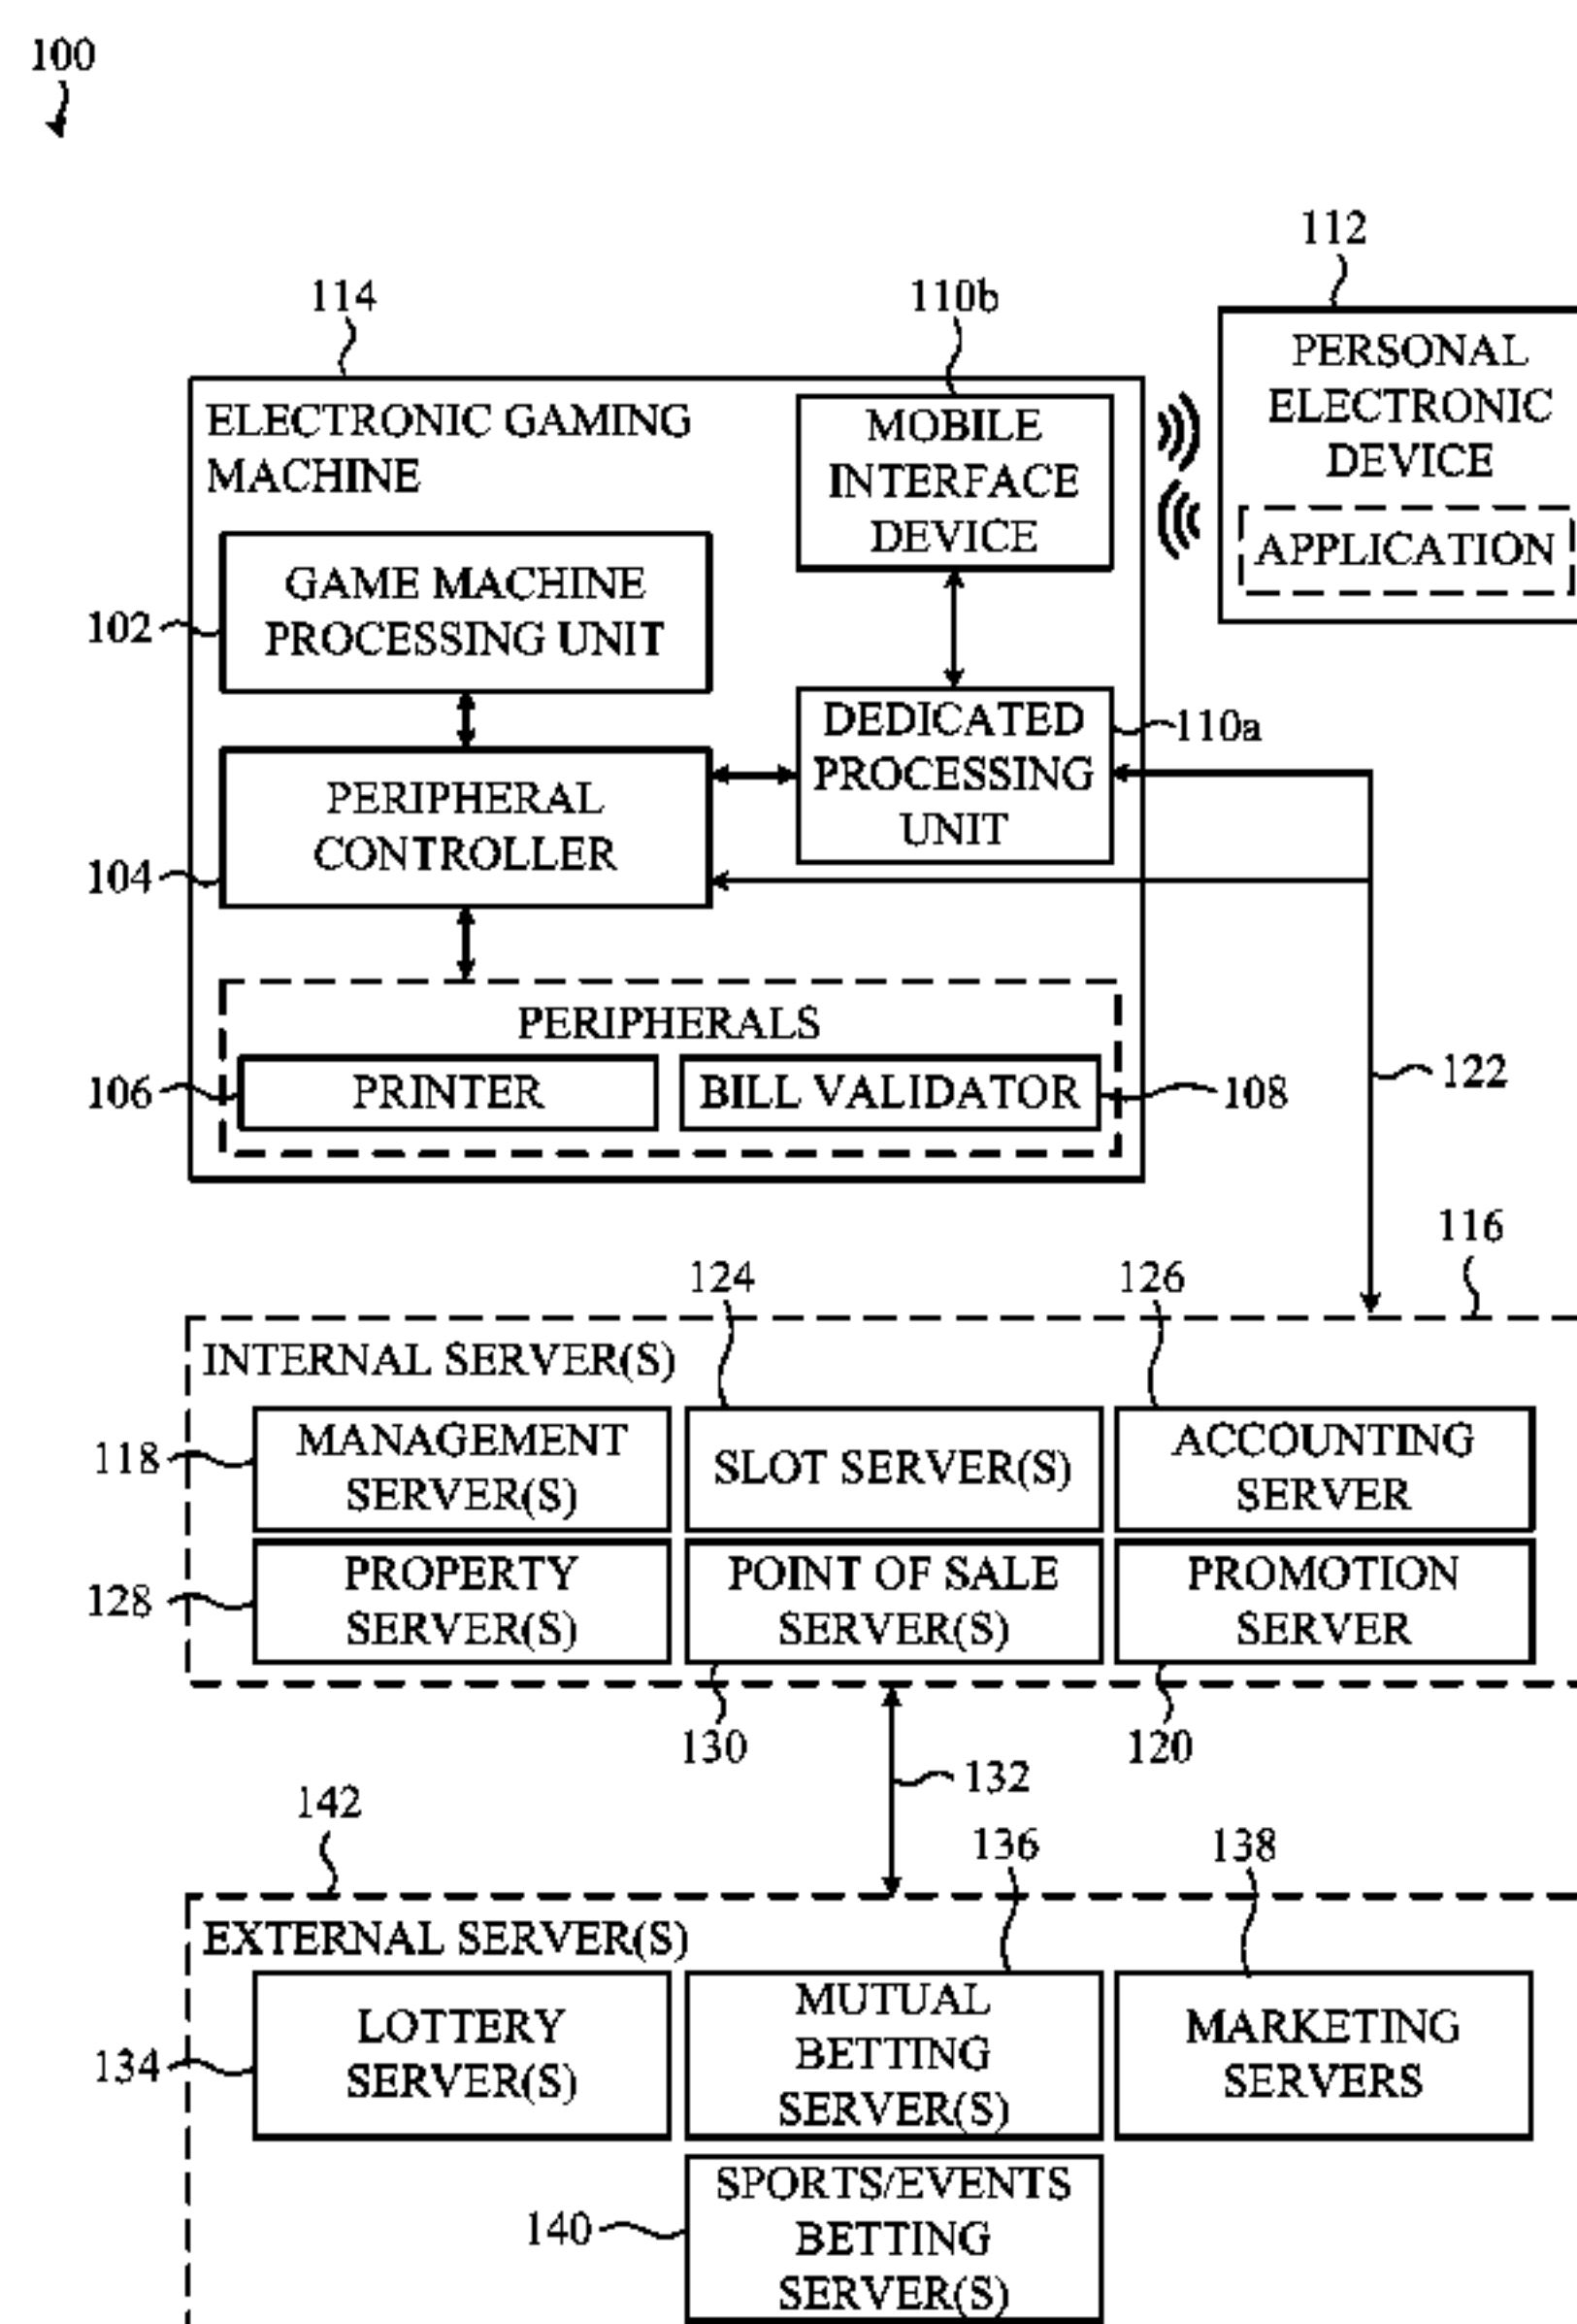 100
112
114
110b
PERSONAL
ELECTRONIC
DEVICE
APPLICATION
ELECTRONIC GAMING
MACHINE
MOBILE
INTERFACE
DEVICE
GAME MACHINE
PROCESSING UNIT
102
DEDICATED
PROCESSING
UNIT
110a
PERIPHERAL
CONTROLLER
104
PERIPHERALS
106
PRINTER
BILL VALIDATOR
108
122
116
124
126
INTERNAL SERVER(S)
118
MANAGEMENT
SERVER(S)
SLOT SERVER(S)
ACCOUNTING
SERVER
128
PROPERTY
SERVER(S)
POINT OF SALE
SERVER(S)
PROMOTION
SERVER
130
120
132
142
136
138
EXTERNAL SERVER(S)
134
LOTTERY
SERVER(S)
MUTUAL
BETTING
SERVER(S)
MARKETING
SERVERS
140
SPORTS/EVENTS
BETTING
SERVER(S)